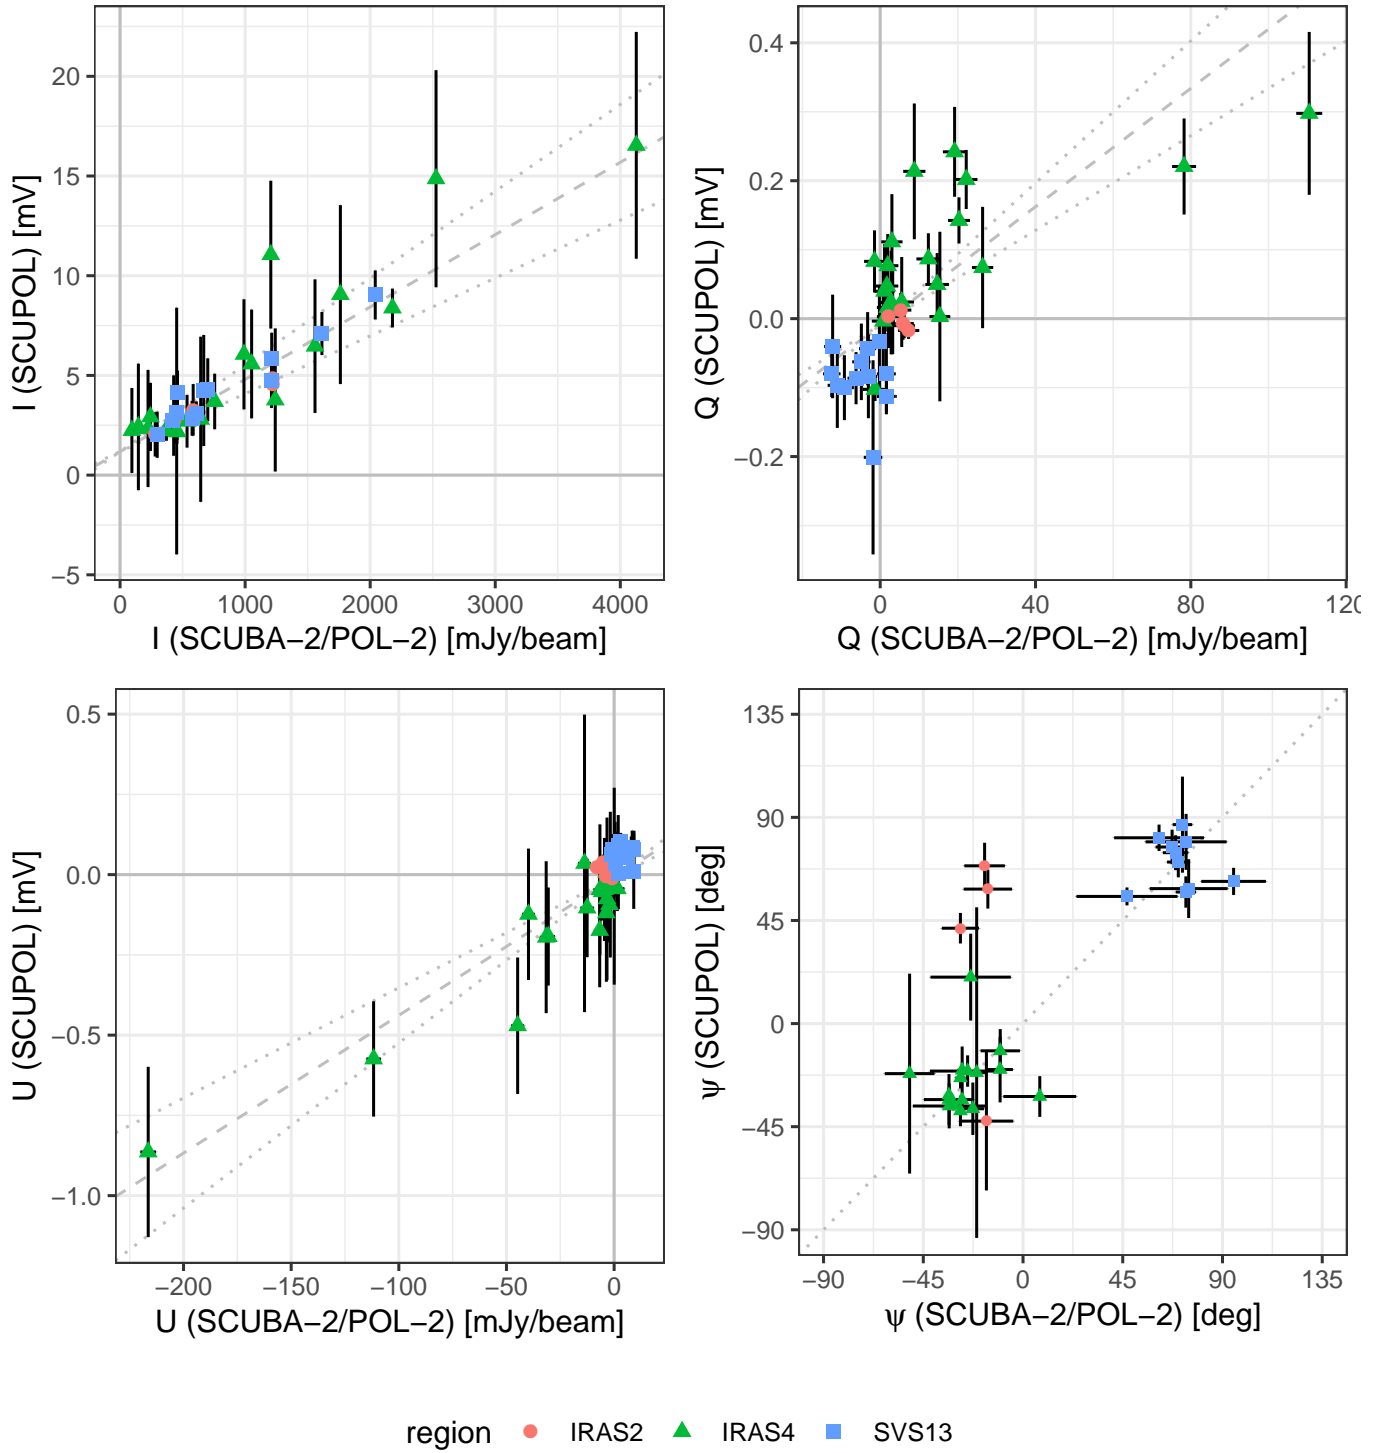 20
15
10
5
0
−5
I (SCUPOL) [mV]
0 1000 2000 3000 4000
I (SCUBA−2/POL−2) [mJy/beam]
0.4
0.2
0.0
−0.2
Q (SCUPOL) [mV]
0 40 80 120
Q (SCUBA−2/POL−2) [mJy/beam]
0.5
0.0
−0.5
−1.0
U (SCUPOL) [mV]
−200 −150 −100 −50 0
U (SCUBA−2/POL−2) [mJy/beam]
135
90
45
0
−45
−90
ψ (SCUPOL) [deg]
−90 −45 0 45 90 135
ψ (SCUBA−2/POL−2) [deg]
region IRAS2 IRAS4 SVS13